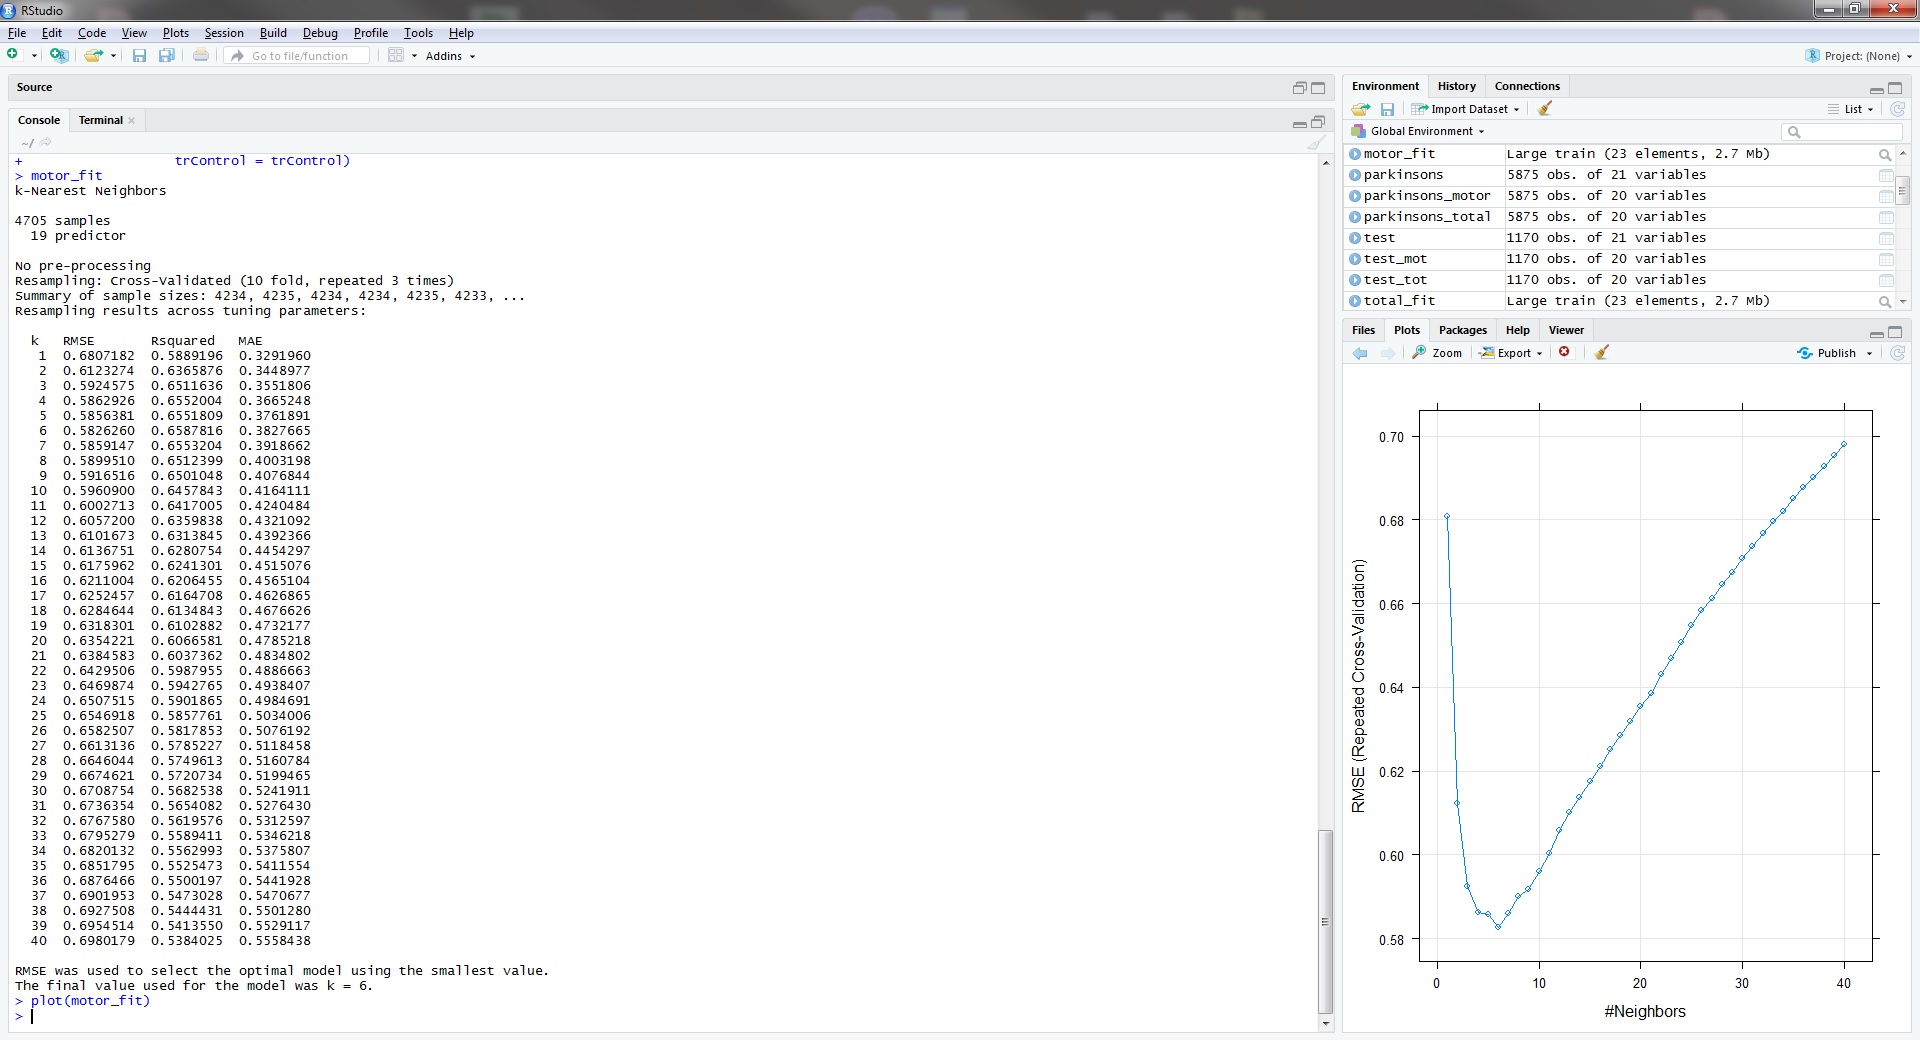 RStudio
File Edit Code View Plots Session Build Debug Profile Tools Help
Go to file/function Addins Project: (None)
Source
Console Terminal
~/
+                    trControl = trControl)
> motor_fit
k-Nearest Neighbors
4705 samples
  19 predictor
No pre-processing
Resampling: Cross-Validated (10 fold, repeated 3 times)
Summary of sample sizes: 4234, 4235, 4234, 4234, 4235, 4233, ...
Resampling results across tuning parameters:
  k   RMSE       Rsquared   MAE
   1  0.6807182  0.5889196  0.3291960
   2  0.6123274  0.6365876  0.3448977
   3  0.5924575  0.6511636  0.3551806
   4  0.5862926  0.6552004  0.3665248
   5  0.5856381  0.6551809  0.3761891
   6  0.5826260  0.6587816  0.3827665
   7  0.5859147  0.6553204  0.3918662
   8  0.5899510  0.6512399  0.4003198
   9  0.5916516  0.6501048  0.4076844
  10  0.5960900  0.6457843  0.4164111
  11  0.6002713  0.6417005  0.4240484
  12  0.6057200  0.6359838  0.4321092
  13  0.6101673  0.6313845  0.4392366
  14  0.6136751  0.6280754  0.4454297
  15  0.6175962  0.6241301  0.4515076
  16  0.6211004  0.6206455  0.4565104
  17  0.6252457  0.6164708  0.4626865
  18  0.6284644  0.6134843  0.4676626
  19  0.6318301  0.6102882  0.4732177
  20  0.6354221  0.6066581  0.4785218
  21  0.6384583  0.6037362  0.4834802
  22  0.6429506  0.5987955  0.4886663
  23  0.6469874  0.5942765  0.4938407
  24  0.6507515  0.5901865  0.4984691
  25  0.6546918  0.5857761  0.5034006
  26  0.6582507  0.5817853  0.5076192
  27  0.6613136  0.5785227  0.5118458
  28  0.6646044  0.5749613  0.5160784
  29  0.6674621  0.5720734  0.5199465
  30  0.6708754  0.5682538  0.5241911
  31  0.6736354  0.5654082  0.5276430
  32  0.6767580  0.5619576  0.5312597
  33  0.6795279  0.5589411  0.5346218
  34  0.6820132  0.5562993  0.5375807
  35  0.6851795  0.5525473  0.5411554
  36  0.6876466  0.5500197  0.5441928
  37  0.6901953  0.5473028  0.5470677
  38  0.6927508  0.5444431  0.5501280
  39  0.6954514  0.5413550  0.5529117
  40  0.6980179  0.5384025  0.5558438
RMSE was used to select the optimal model using the smallest value.
The final value used for the model was k = 6.
> plot(motor_fit)
>
Environment History Connections
Import Dataset List
Global Environment
motor_fit Large train (23 elements, 2.7 Mb)
parkinsons 5875 obs. of 21 variables
parkinsons_motor 5875 obs. of 20 variables
parkinsons_total 5875 obs. of 20 variables
test 1170 obs. of 21 variables
test_mot 1170 obs. of 20 variables
test_tot 1170 obs. of 20 variables
total_fit Large train (23 elements, 2.7 Mb)
Files Plots Packages Help Viewer
Zoom Export Publish
RMSE (Repeated Cross-Validation)
0.70
0.68
0.66
0.64
0.62
0.60
0.58
0 10 20 30 40
#Neighbors